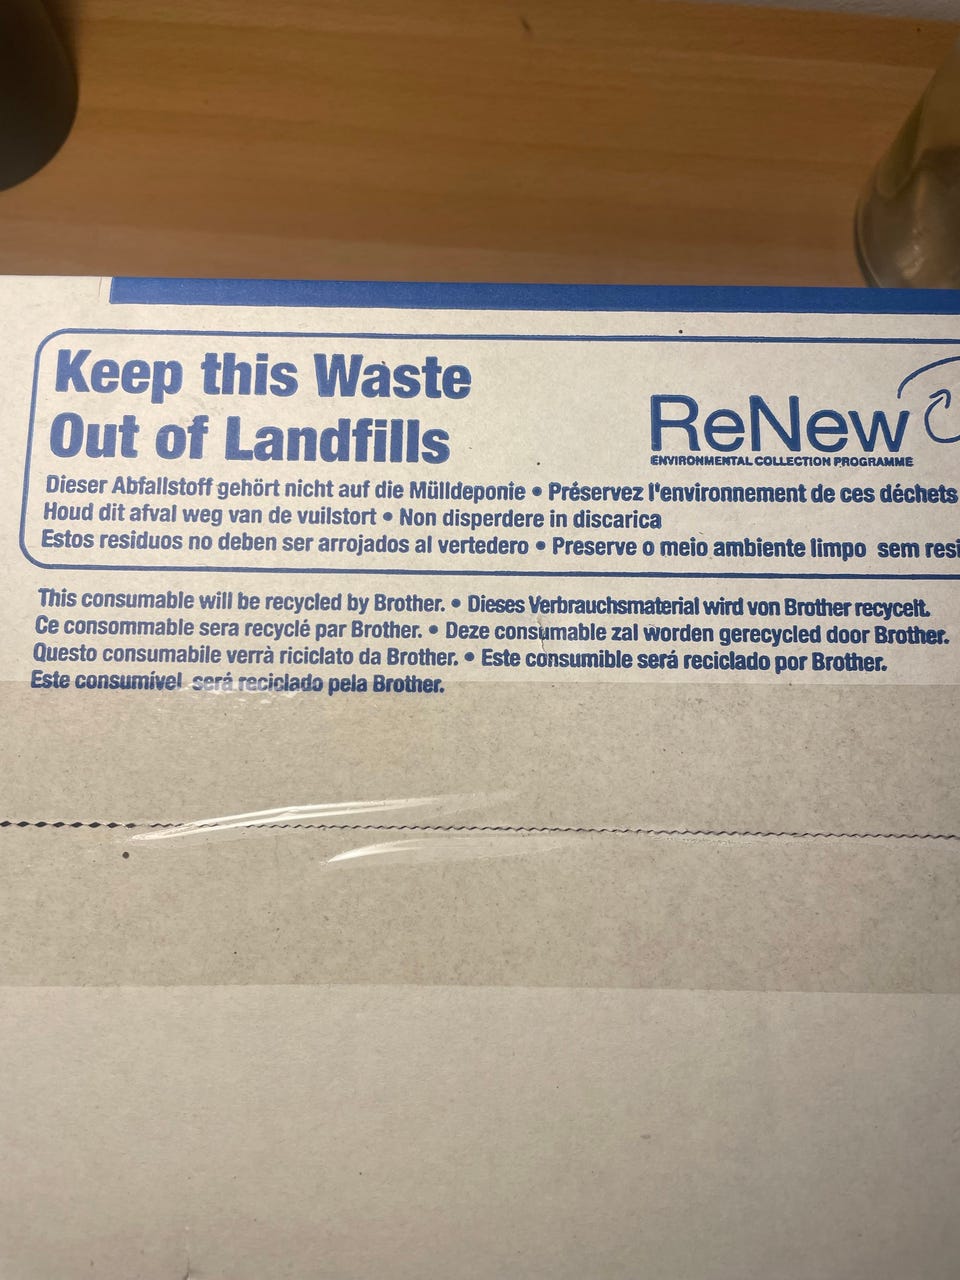 Keep this Waste
Out of Landfills
ReNew
ENVIRONMENTAL COLLECTION PROGRAMME
Dieser Abfallstoff gehört nicht auf die Mülldeponie • Préservez l'environnement de ces déchets
Houd dit afval weg van de vuilstort • Non disperdere in discarica
Estos residuos no deben ser arrojados al vertedero • Preserve o meio ambiente limpo sem resi
This consumable will be recycled by Brother. • Dieses Verbrauchsmaterial wird von Brother recycelt.
Ce consommable sera recyclé par Brother. • Deze consumable zal worden gerecycled door Brother.
Questo consumabile verrà riciclato da Brother. • Este consumible será reciclado por Brother.
Este consumível será reciclado pela Brother.